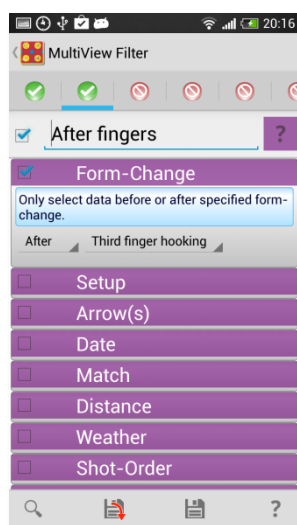 20:16
MultiView Filter
After fingers
?
Form-Change
Only select data before or after specified form-
change.
After Third finger hooking
Setup
Arrow(s)
Date
Match
Distance
Weather
Shot-Order
?